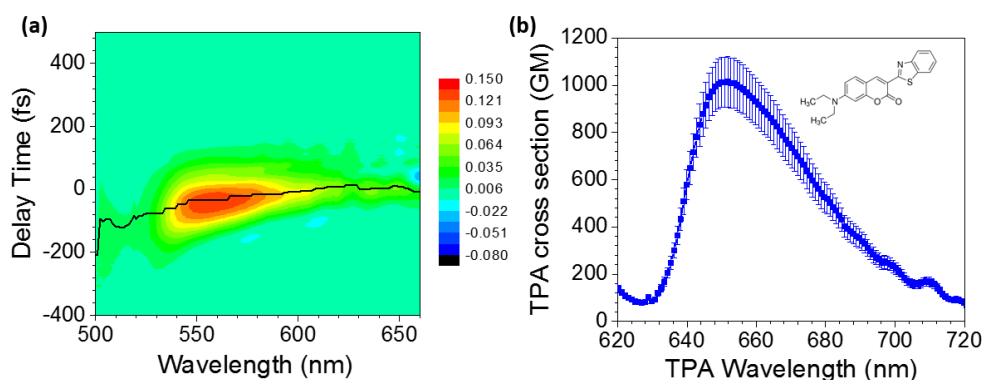 (a)
Delay Time (fs)
400
200
0
-200
-400
500
550
600
650
Wavelength (nm)
0.150
0.121
0.093
0.064
0.035
0.006
-0.022
-0.051
-0.080
(b)
TPA cross section (GM)
1200
1000
800
600
400
200
0
620
640
660
680
700
720
TPA Wavelength (nm)
N
S
H₃C
N
O
O
CH₃